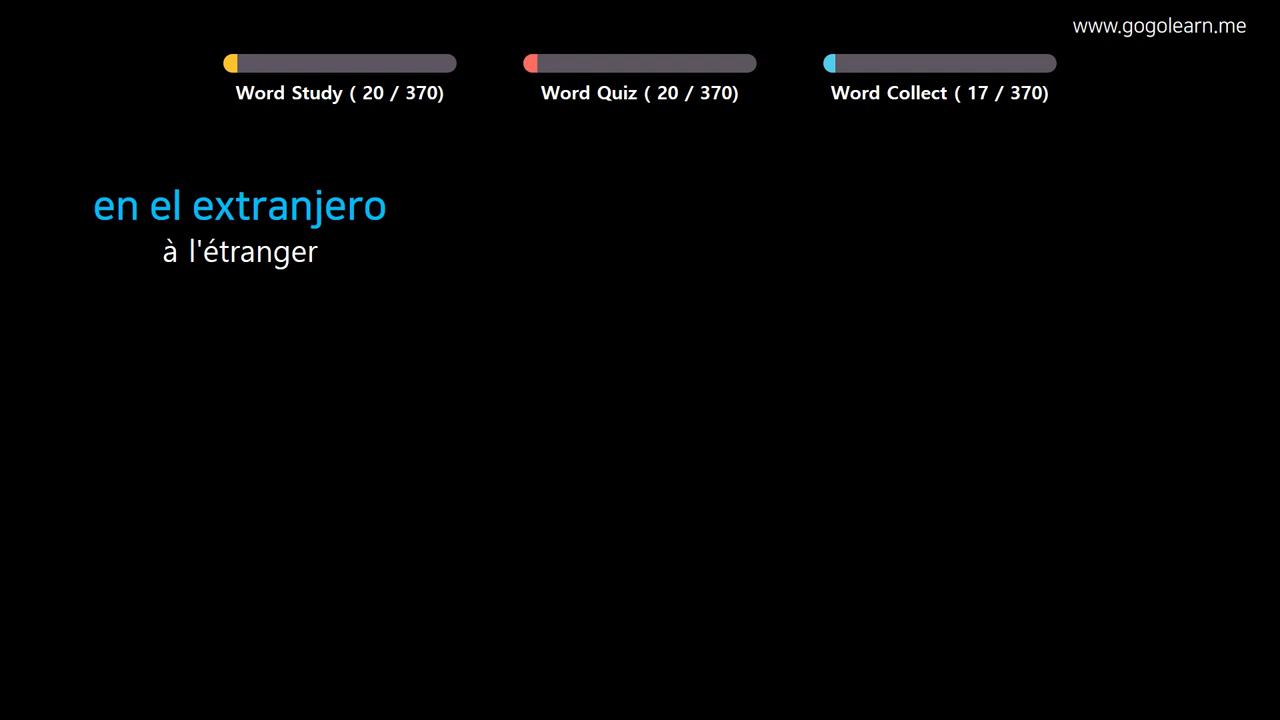 www.gogolearn.me
Word Study ( 20 / 370)
Word Quiz ( 20 / 370)
Word Collect ( 17 / 370)
en el extranjero
à l'étranger